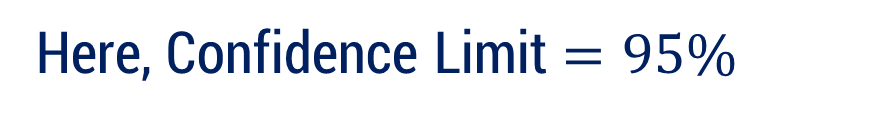 Here, Confidence Limit = 95%